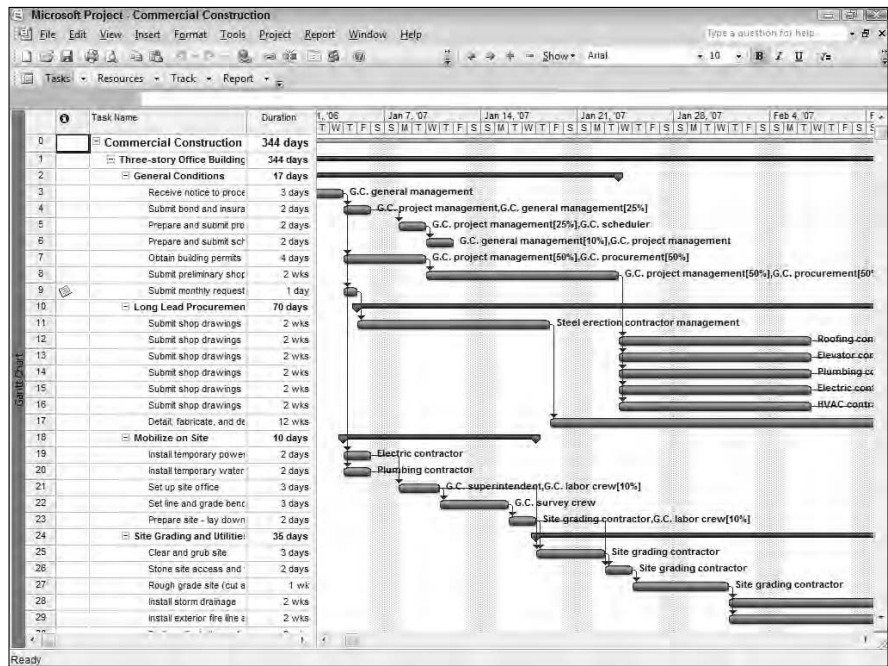 Microsoft Project - Commercial Construction
File Edit View Insert Format Tools Project Report Window Help
Type a question for help
Show Arial 10 B I U
Tasks Resources Track Report
Task Name Duration 1, '06 Jan 7, '07 Jan 14, '07 Jan 21, '07 Jan 28, '07 Feb 4, '07 F
T W T F S S M T W T F S S M T W T F S S M T W T F S S M T W T F S S M T W T F S S
0 Commercial Construction 344 days
1 Three-story Office Building 344 days
2 General Conditions 17 days
3 Receive notice to proce 3 days G.C. general management
4 Submit bond and insura 2 days G.C. project management,G.C. general management[25%]
5 Prepare and submit pro 2 days G.C. project management[25%],G.C. scheduler
6 Prepare and submit sch 2 days G.C. general management[10%],G.C. project management
7 Obtain building permits 4 days G.C. project management[50%],G.C. procurement[50%]
8 Submit preliminary shop 2 wks G.C. project management[50%],G.C. procurement[50%
9 Submit monthly request 1 day
10 Long Lead Procuremen 70 days
11 Submit shop drawings 2 wks Steel erection contractor management
12 Submit shop drawings 2 wks Roofing con
13 Submit shop drawings 2 wks Elevator con
14 Submit shop drawings 2 wks Plumbing co
15 Submit shop drawings 2 wks Electric cont
16 Submit shop drawings 2 wks HVAC contr
17 Detail, fabricate, and de 12 wks
18 Mobilize on Site 10 days
19 Install temporary power 2 days Electric contractor
20 Install temporary water 2 days Plumbing contractor
21 Set up site office 3 days G.C. superintendent,G.C. labor crew[10%]
22 Set line and grade benc 3 days G.C. survey crew
23 Prepare site - lay down 2 days Site grading contractor,G.C. labor crew[10%]
24 Site Grading and Utilitie 35 days
25 Clear and grub site 3 days Site grading contractor
26 Stone site access and 2 days Site grading contractor
27 Rough grade site (cut a 1 wk Site grading contractor
28 Install storm drainage 2 wks
29 Install exterior fire line a 2 wks
Gantt Chart
Ready